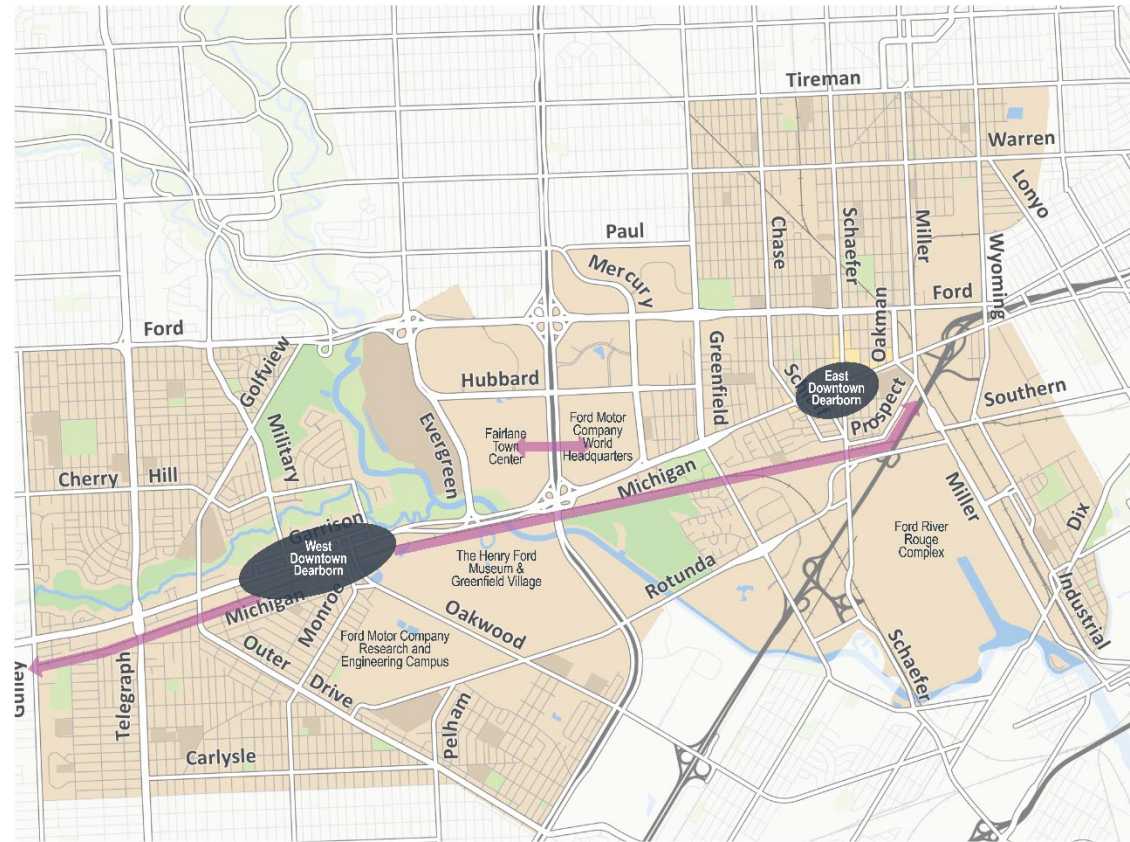 Tireman
Warren
Lonyo
Paul
Mercury
Chase
Schaefer
Miller
Wyoming
Ford
Ford
Oakman
Golfview
Hubbard
Greenfield
East
Downtown
Dearborn
Schlaff
Prospect
Southern
Military
Evergreen
Fairlane
Town
Center
Ford Motor
Company
World
Headquarters
Michigan
Cherry Hill
Miller
Dix
Garrison
West
Downtown
Dearborn
The Henry Ford
Museum &
Greenfield Village
Ford River
Rouge
Complex
Rotunda
Michigan
Monroe
Oakwood
Industrial
Outer
Drive
Ford Motor Company
Research and
Engineering Campus
Schaefer
Gulley
Telegraph
Pelham
Carlysle